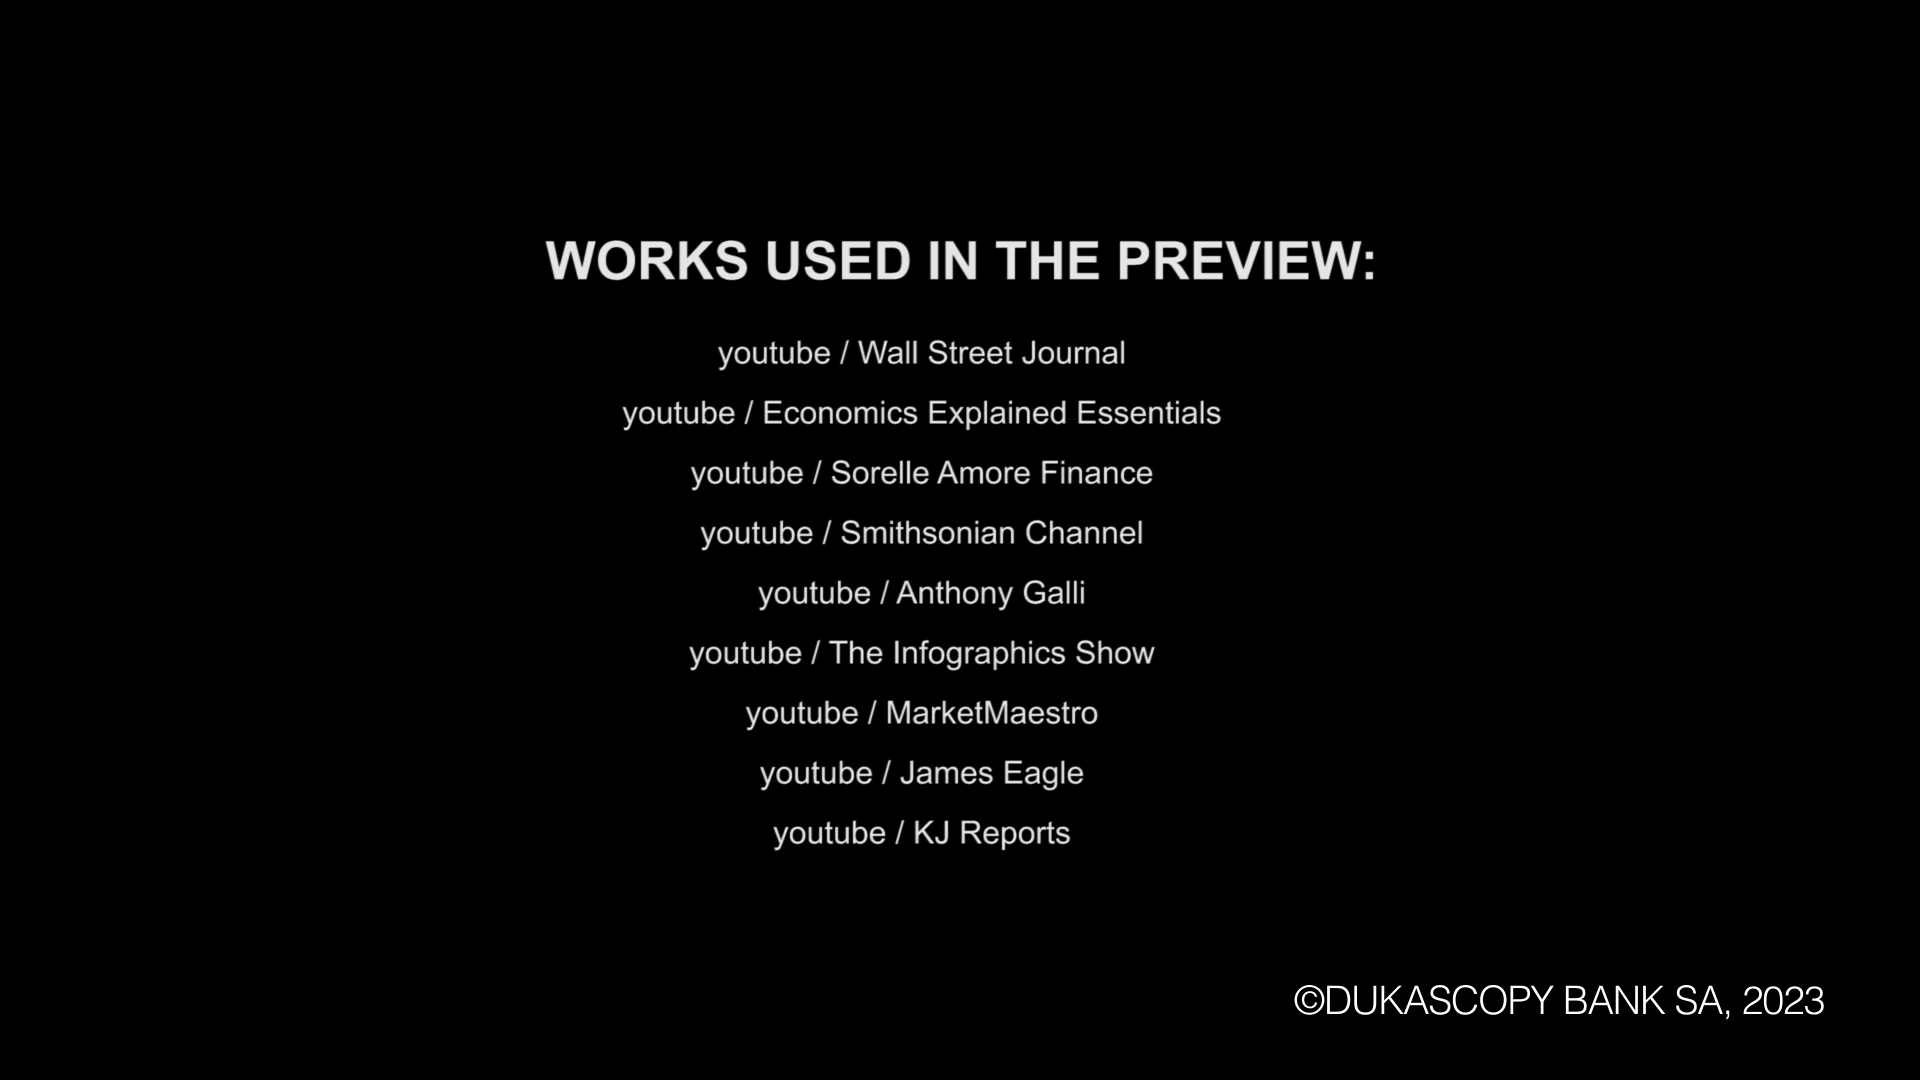 WORKS USED IN THE PREVIEW:
youtube / Wall Street Journal
youtube / Economics Explained Essentials
youtube / Sorelle Amore Finance
youtube / Smithsonian Channel
youtube / Anthony Galli
youtube / The Infographics Show
youtube / MarketMaestro
youtube / James Eagle
youtube / KJ Reports
©DUKASCOPY BANK SA, 2023